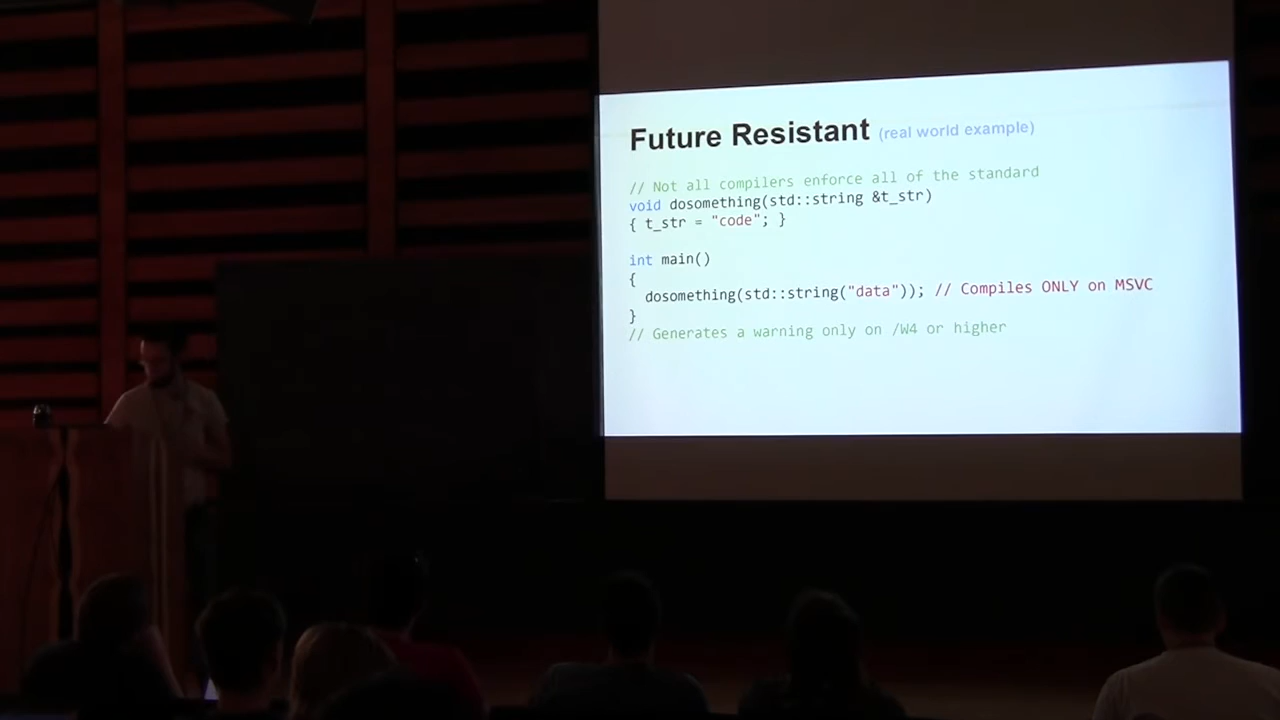 Future Resistant (real world example)
// Not all compilers enforce all of the standard
void dosomething(std::string &t_str)
{ t_str = "code"; }
int main()
{
dosomething(std::string("data")); // Compiles ONLY on MSVC
}
// Generates a warning only on /W4 or higher